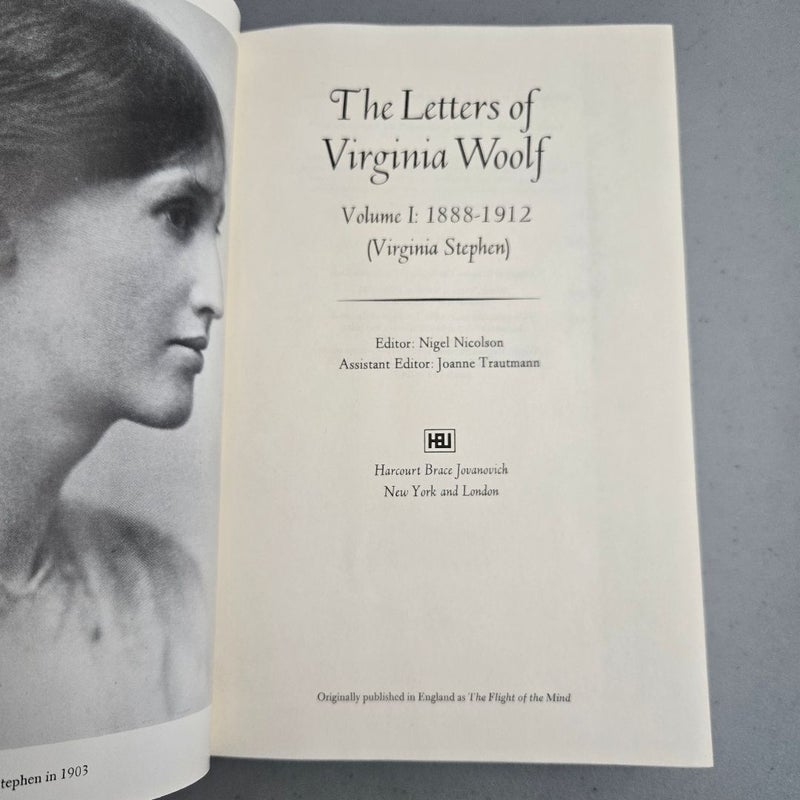 The Letters of
Virginia Woolf
Volume I: 1888-1912
(Virginia Stephen)
Editor: Nigel Nicolson
Assistant Editor: Joanne Trautmann
HBJ
Harcourt Brace Jovanovich
New York and London
Originally published in England as The Flight of the Mind
tephen in 1903